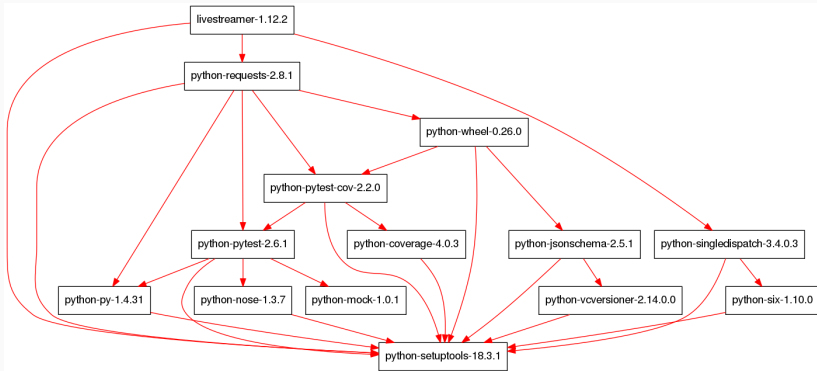 livestreamer-1.12.2
python-requests-2.8.1
python-wheel-0.26.0
python-pytest-cov-2.2.0
python-pytest-2.6.1
python-coverage-4.0.3
python-jsonschema-2.5.1
python-singledispatch-3.4.0.3
python-py-1.4.31
python-nose-1.3.7
python-mock-1.0.1
python-vcversioner-2.14.0.0
python-six-1.10.0
python-setuptools-18.3.1